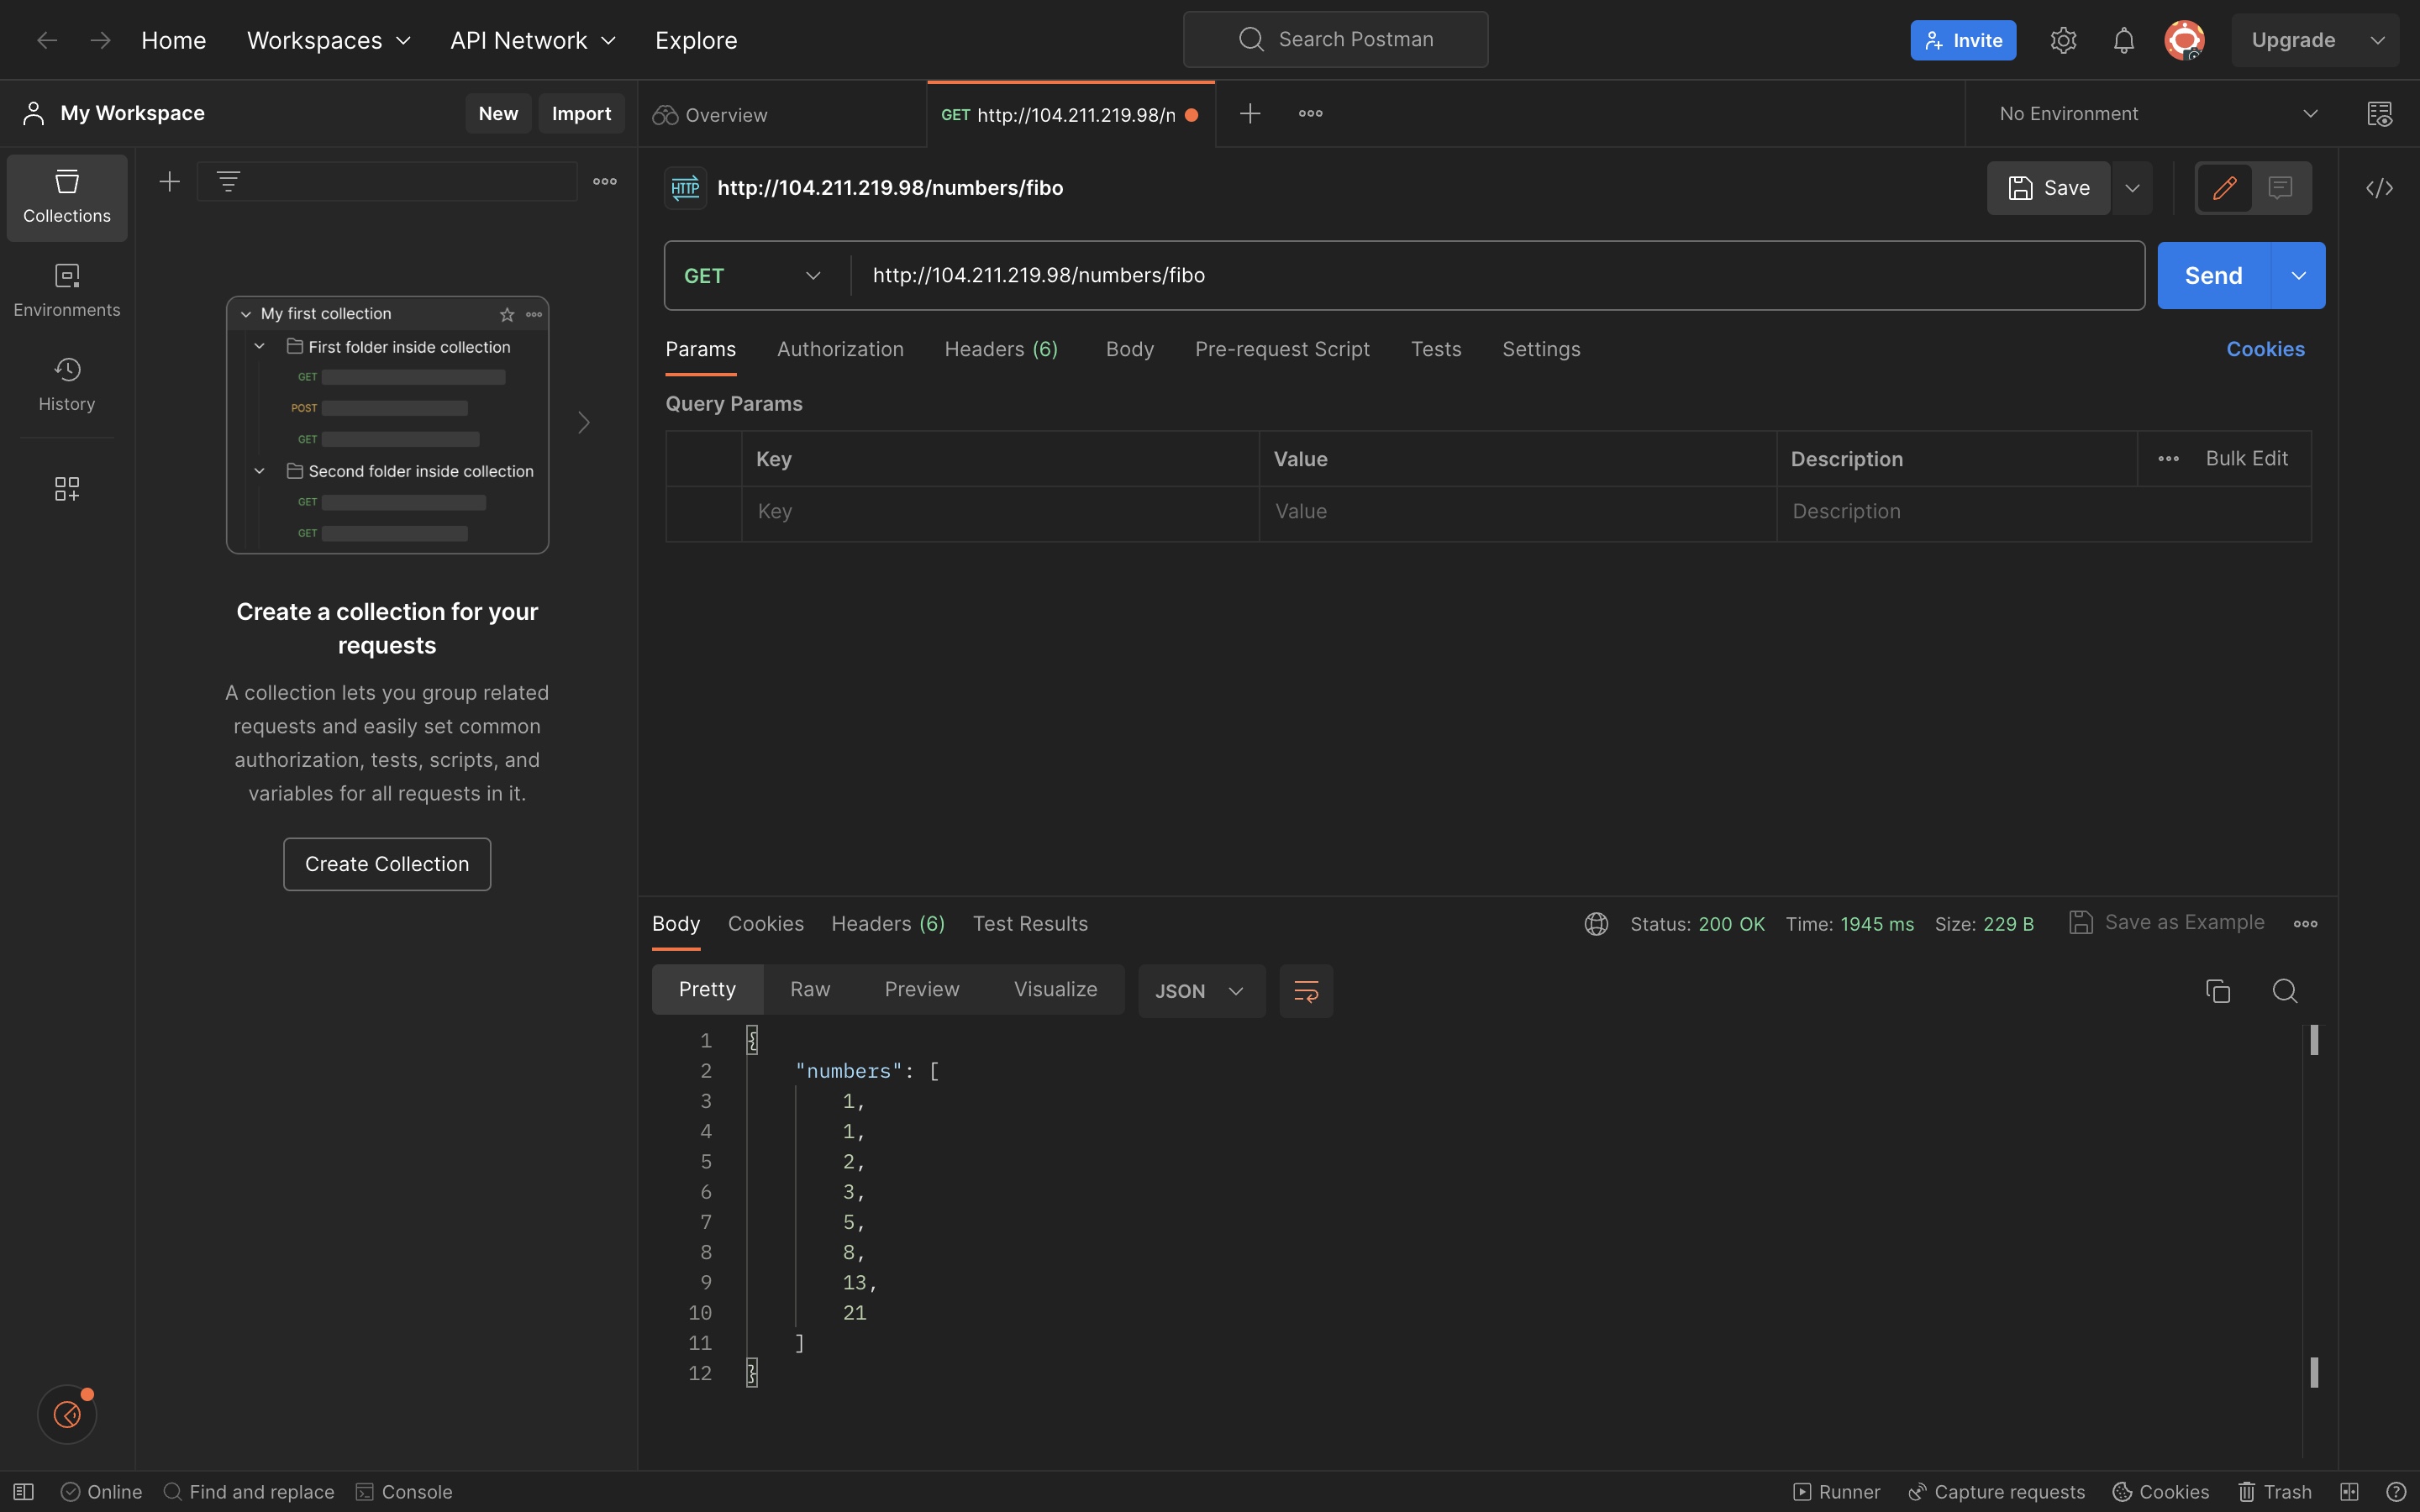 Home Workspaces API Network Explore Search Postman Invite Upgrade
My Workspace New Import Overview GET http://104.211.219.98/n No Environment
Collections
Environments
History
My first collection
First folder inside collection
GET
POST
GET
Second folder inside collection
GET
GET
Create a collection for your
requests
A collection lets you group related
requests and easily set common
authorization, tests, scripts, and
variables for all requests in it.
Create Collection
HTTP http://104.211.219.98/numbers/fibo Save
GET http://104.211.219.98/numbers/fibo Send
Params Authorization Headers (6) Body Pre-request Script Tests Settings Cookies
Query Params
Key Value Description Bulk Edit
Key Value Description
Body Cookies Headers (6) Test Results Status: 200 OK Time: 1945 ms Size: 229 B Save as Example
Pretty Raw Preview Visualize JSON
1 {
2 "numbers": [
3 1,
4 1,
5 2,
6 3,
7 5,
8 8,
9 13,
10 21
11 ]
12 }
Online Find and replace Console Runner Capture requests Cookies Trash